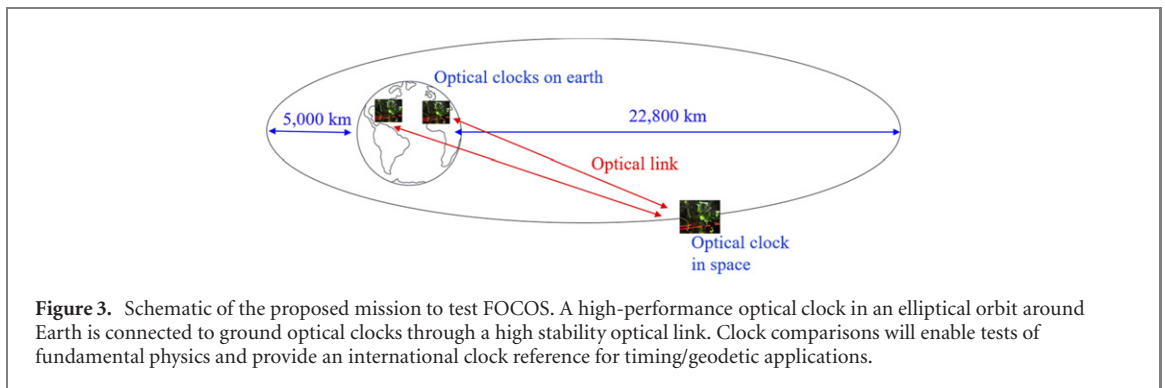 Optical clocks on earth
5,000 km
22,800 km
Optical link
Optical clock
in space
Figure 3. Schematic of the proposed mission to test FOCOS. A high-performance optical clock in an elliptical orbit around
Earth is connected to ground optical clocks through a high stability optical link. Clock comparisons will enable tests of
fundamental physics and provide an international clock reference for timing/geodetic applications.